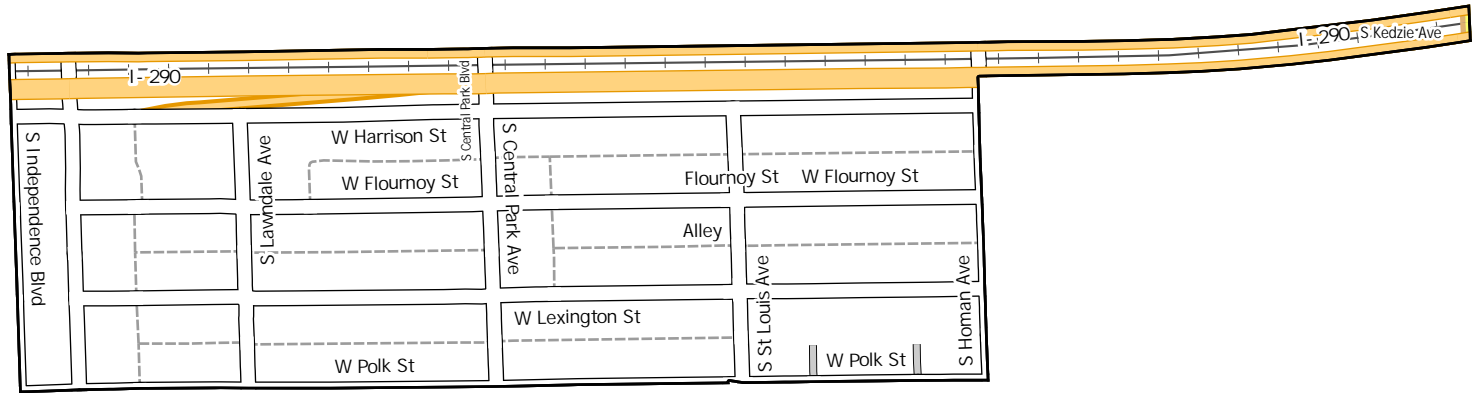 I-290
S Kedzie Ave
I-290
S Central Park Blvd
W Harrison St
S Independence Blvd
S Lawndale Ave
S Central Park Ave
W Flournoy St
Flournoy St
W Flournoy St
Alley
S St Louis Ave
S Homan Ave
W Lexington St
W Polk St
W Polk St